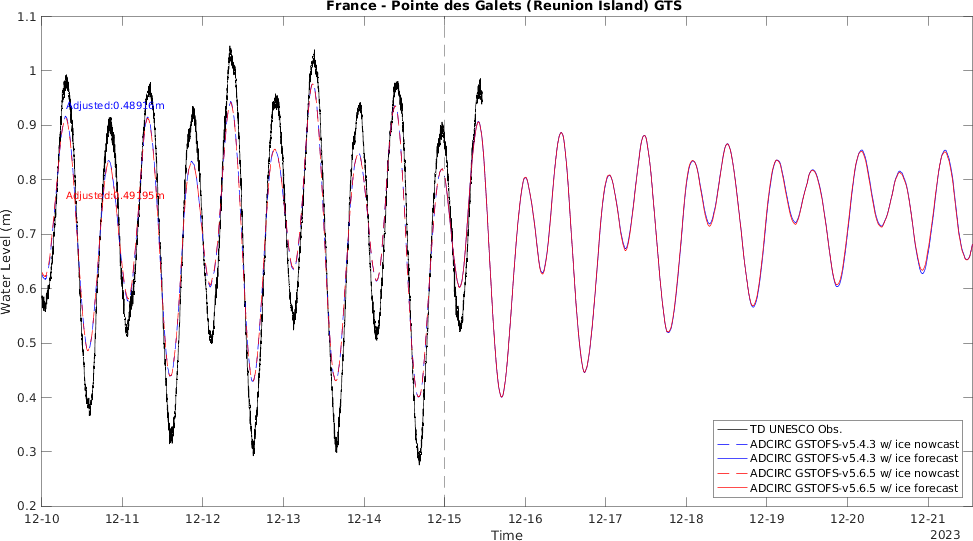 France - Pointe des Galets (Reunion Island) GTS
1.1
1
0.9
0.8
0.7
0.6
0.5
0.4
0.3
0.2
Water Level (m)
Adjusted:0.48916m
Adjusted:0.49195m
TD UNESCO Obs.
ADCIRC GSTOFS-v5.4.3 w/ ice nowcast
ADCIRC GSTOFS-v5.4.3 w/ ice forecast
ADCIRC GSTOFS-v5.6.5 w/ ice nowcast
ADCIRC GSTOFS-v5.6.5 w/ ice forecast
12-10 12-11 12-12 12-13 12-14 12-15 12-16 12-17 12-18 12-19 12-20 12-21
Time
2023